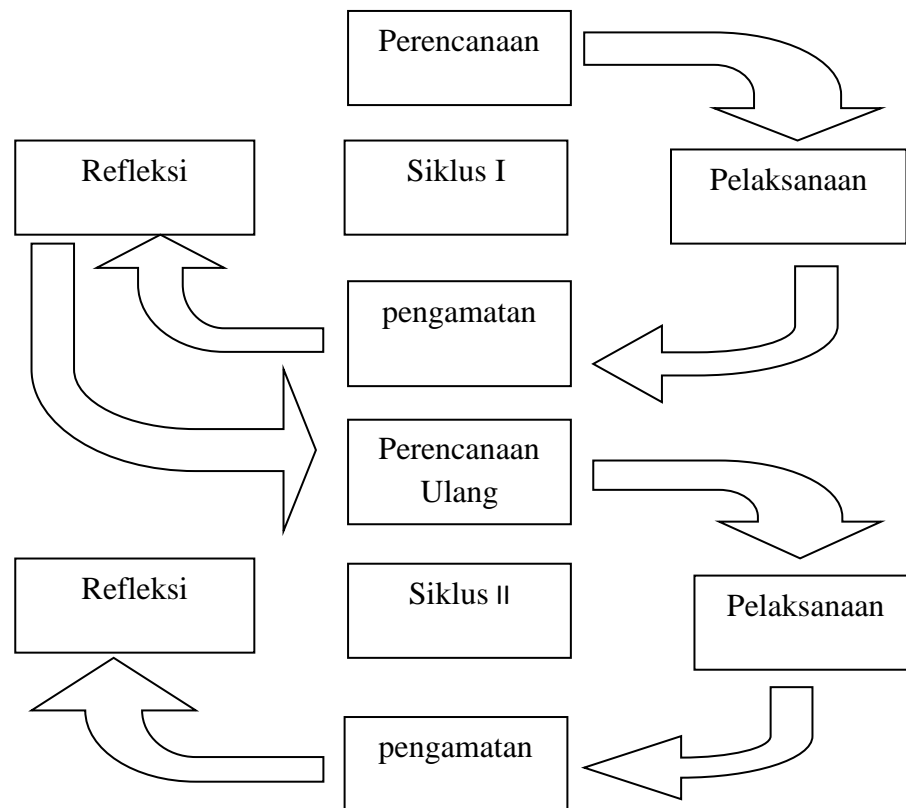 Perencanaan
Refleksi
Siklus I
Pelaksanaan
pengamatan
Perencanaan
Ulang
Refleksi
Siklus II
Pelaksanaan
pengamatan